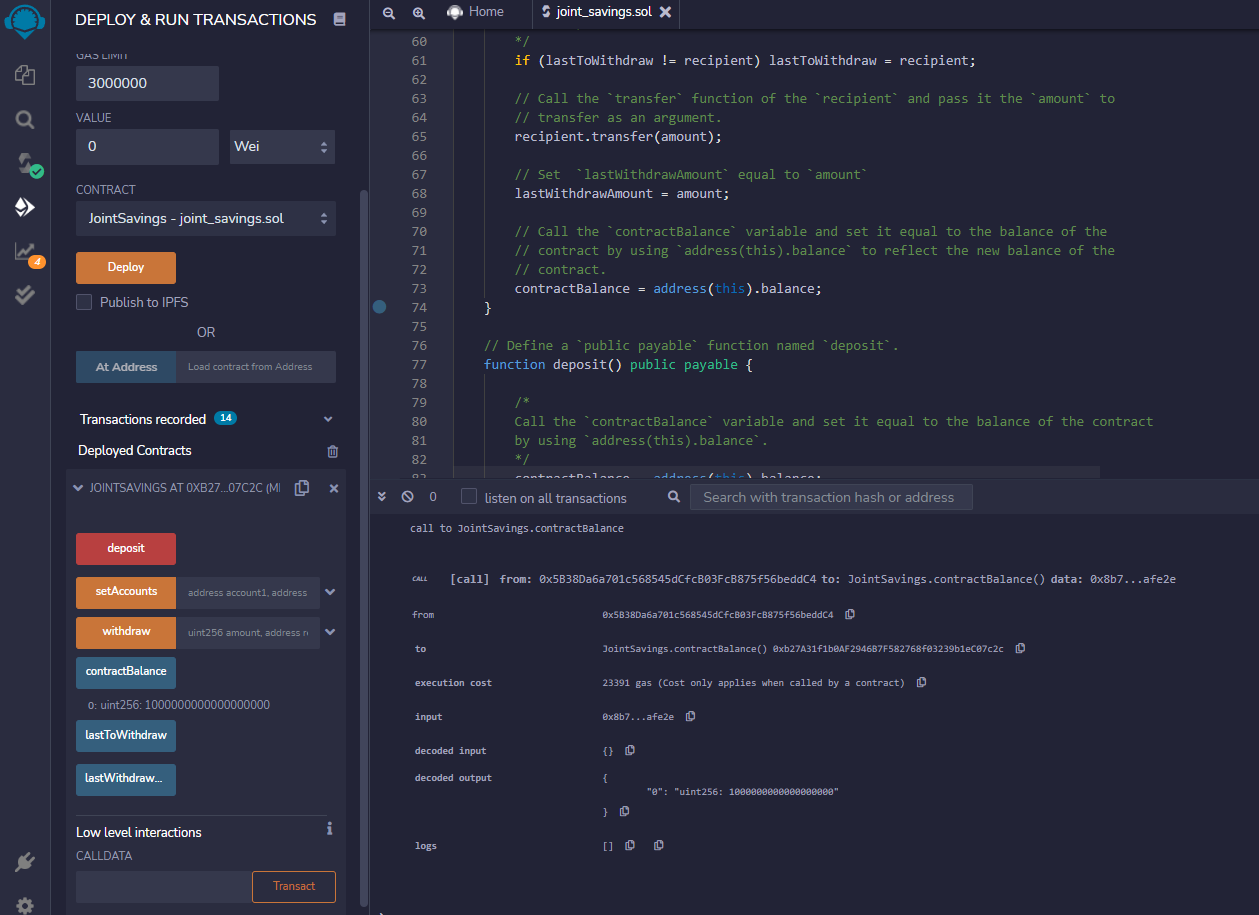 DEPLOY & RUN TRANSACTIONS
GAS LIMIT
3000000
VALUE
0
Wei
CONTRACT
JointSavings - joint_savings.sol
Deploy
Publish to IPFS
OR
At Address
Load contract from Address
Transactions recorded 14
Deployed Contracts
JOINTSAVINGS AT 0XB27...07C2C (M
deposit
setAccounts
address account1, address
withdraw
uint256 amount, address r
contractBalance
0: uint256: 1000000000000000000
lastToWithdraw
lastWithdraw...
Low level interactions
i
CALLDATA
Transact
4
Home
joint_savings.sol
60 */
61 if (lastToWithdraw != recipient) lastToWithdraw = recipient;
62
63 // Call the `transfer` function of the `recipient` and pass it the `amount` to
64 // transfer as an argument.
65 recipient.transfer(amount);
66
67 // Set  `lastWithdrawAmount` equal to `amount`
68 lastWithdrawAmount = amount;
69
70 // Call the `contractBalance` variable and set it equal to the balance of the
71 // contract by using `address(this).balance` to reflect the new balance of the
72 // contract.
73 contractBalance = address(this).balance;
74 }
75
76 // Define a `public payable` function named `deposit`.
77 function deposit() public payable {
78
79 /*
80 Call the `contractBalance` variable and set it equal to the balance of the contract
81 by using `address(this).balance`.
82 */
83 contractBalance = address(this).balance;
0
listen on all transactions
Search with transaction hash or address
call to JointSavings.contractBalance
CALL [call] from: 0x5B38Da6a701c568545dCfcB03FcB875f56beddC4 to: JointSavings.contractBalance() data: 0x8b7...afe2e
from 0x5B38Da6a701c568545dCfcB03FcB875f56beddC4
to JointSavings.contractBalance() 0xb27A31f1b0AF2946B7F582768f03239b1eC07c2c
execution cost 23391 gas (Cost only applies when called by a contract)
input 0x8b7...afe2e
decoded input {}
decoded output {
"0": "uint256: 1000000000000000000"
}
logs []